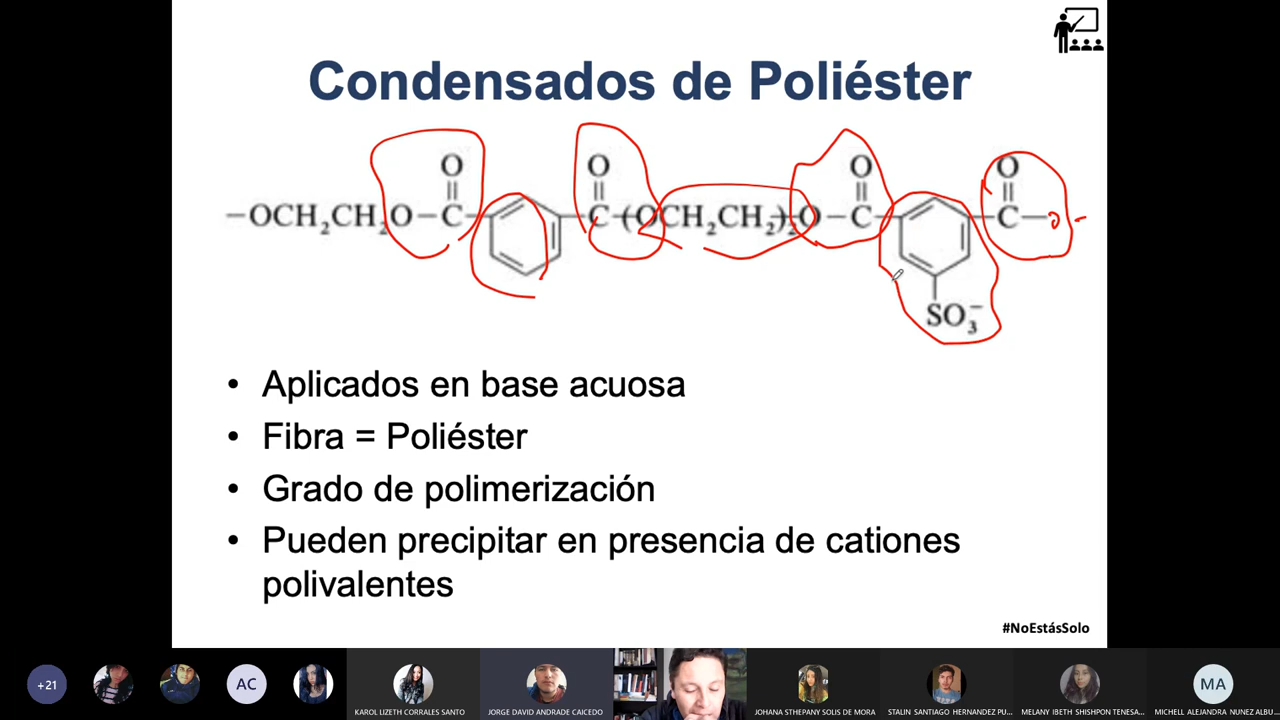 Condensados de Poliéster
O O O O
|| || || ||
-OCH₂CH₂O-C C-(OCH₂CH₂)₂O-C C-O-
SO₃⁻
• Aplicados en base acuosa
• Fibra = Poliéster
• Grado de polimerización
• Pueden precipitar en presencia de cationes
polivalentes
#NoEstásSolo
+21
AC
MA
KAROL LIZETH CORRALES SANTO
JORGE DAVID ANDRADE CAICEDO
JOHANA STHEPANY SOLIS DE MORA
STALIN SANTIAGO HERNANDEZ PU...
MELANY IBETH SHISHPON TENESA...
MICHELL ALEJANDRA NUNEZ ALBU